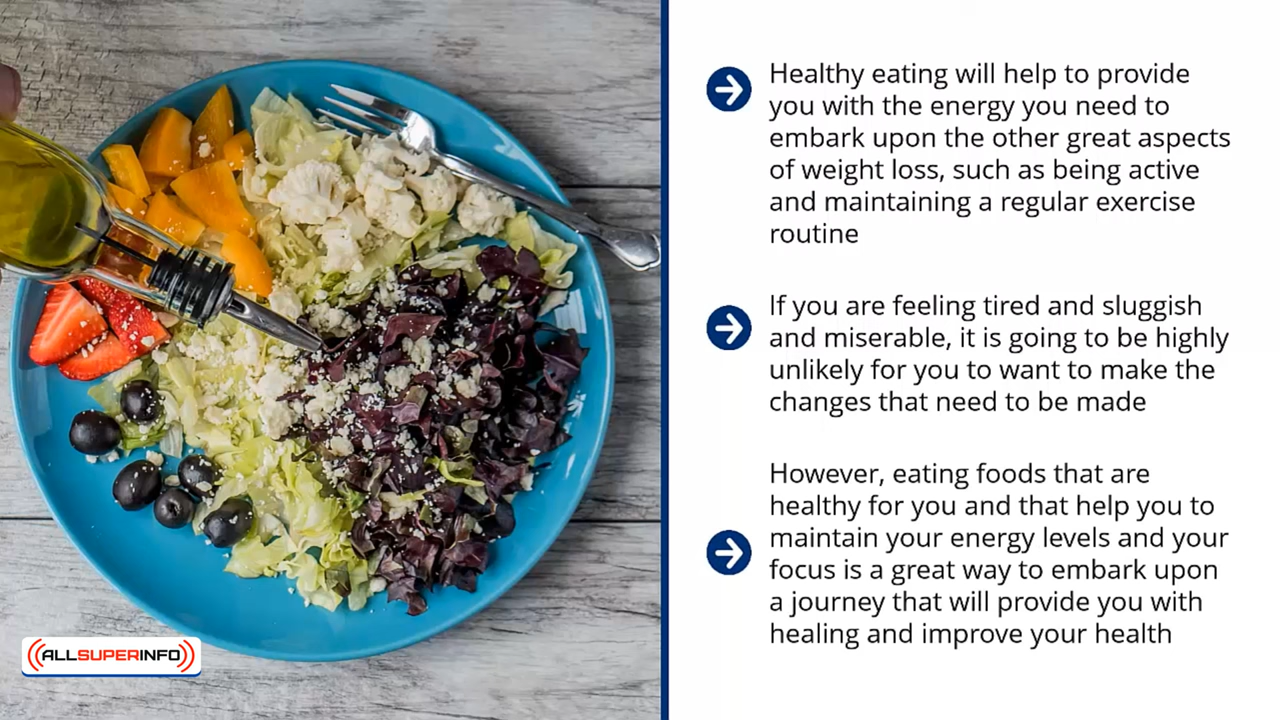 Healthy eating will help to provide
you with the energy you need to
embark upon the other great aspects
of weight loss, such as being active
and maintaining a regular exercise
routine
If you are feeling tired and sluggish
and miserable, it is going to be highly
unlikely for you to want to make the
changes that need to be made
However, eating foods that are
healthy for you and that help you to
maintain your energy levels and your
focus is a great way to embark upon
a journey that will provide you with
healing and improve your health
ALLSUPERINFO